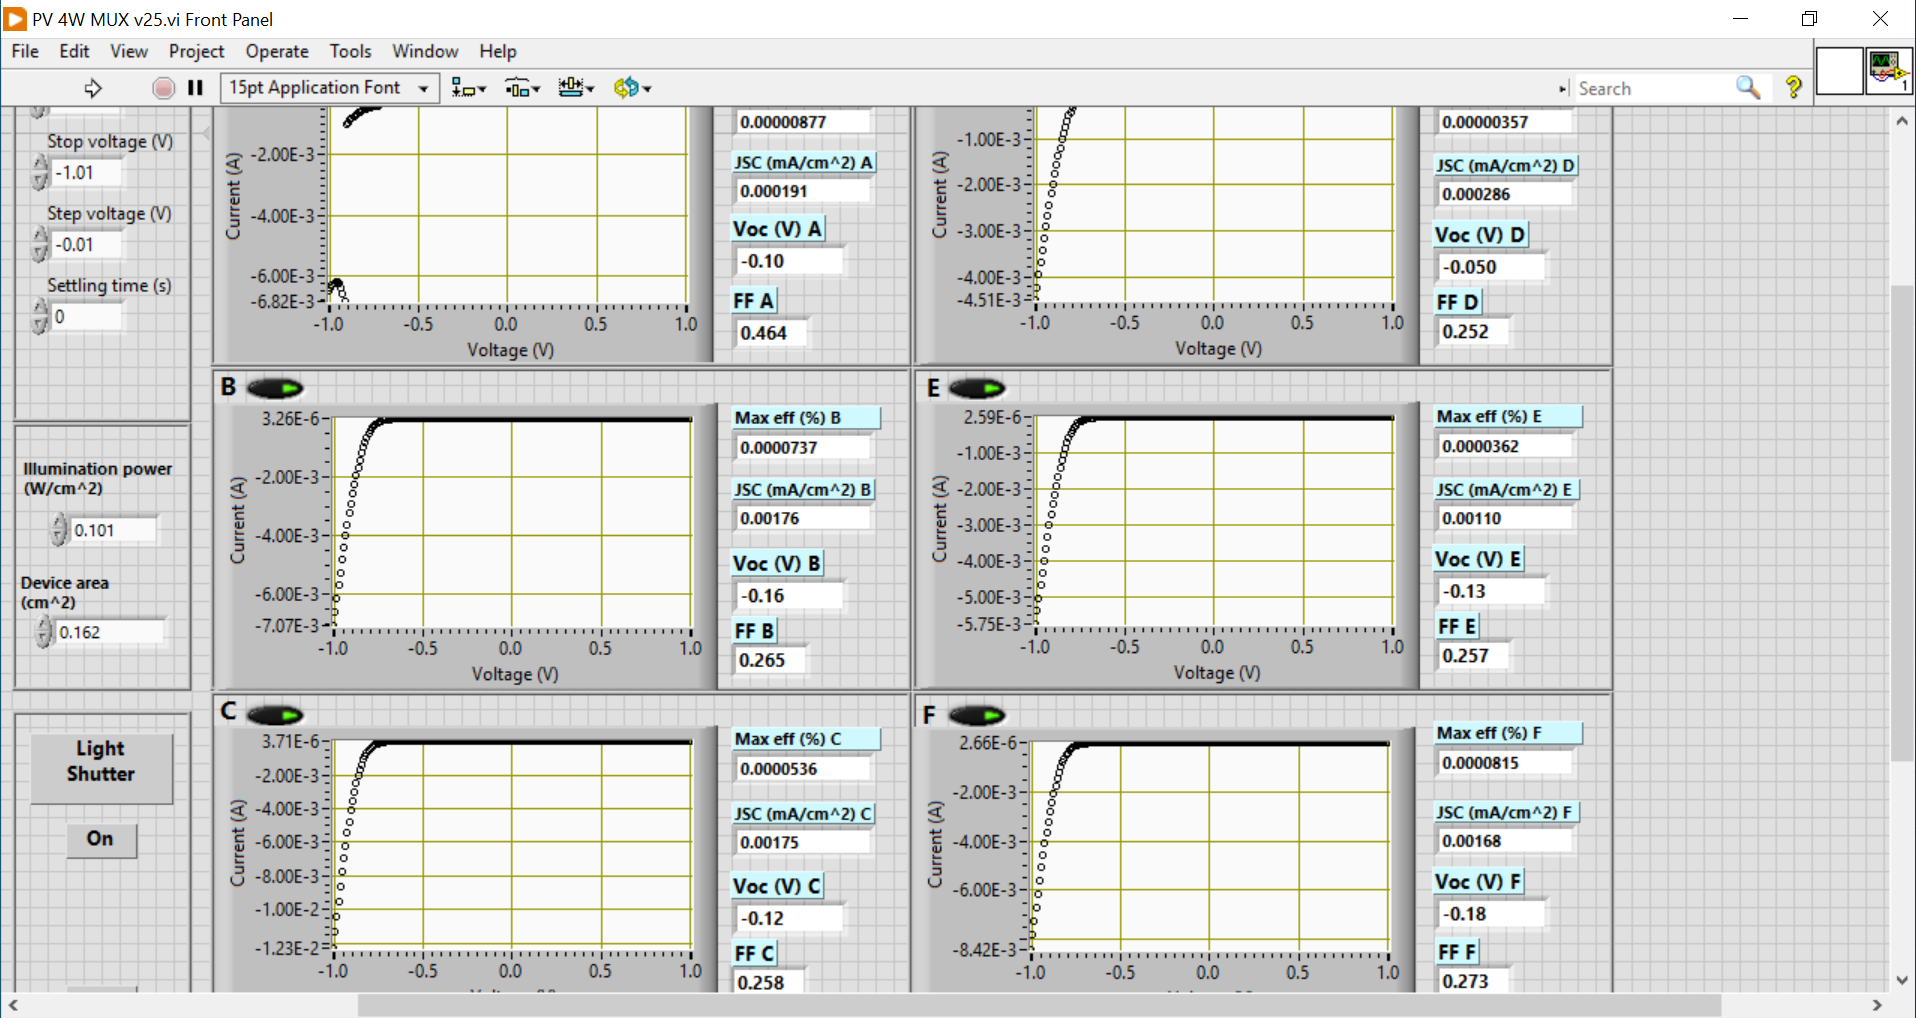 PV 4W MUX v25.vi Front Panel
File Edit View Project Operate Tools Window Help
15pt Application Font
Search
1
Stop voltage (V)
-1.01
Step voltage (V)
-0.01
Settling time (s)
0
Illumination power
(W/cm^2)
0.101
Device area
(cm^2)
0.162
Light
Shutter
On
Current (A)
-2.00E-3
-4.00E-3
-6.00E-3
-6.82E-3
-1.0 -0.5 0.0 0.5 1.0
Voltage (V)
0.00000877
JSC (mA/cm^2) A
0.000191
Voc (V) A
-0.10
FF A
0.464
Current (A)
-1.00E-3
-2.00E-3
-3.00E-3
-4.00E-3
-4.51E-3
-1.0 -0.5 0.0 0.5 1.0
Voltage (V)
0.00000357
JSC (mA/cm^2) D
0.000286
Voc (V) D
-0.050
FF D
0.252
B
Current (A)
3.26E-6
-2.00E-3
-4.00E-3
-6.00E-3
-7.07E-3
-1.0 -0.5 0.0 0.5 1.0
Voltage (V)
Max eff (%) B
0.0000737
JSC (mA/cm^2) B
0.00176
Voc (V) B
-0.16
FF B
0.265
E
Current (A)
2.59E-6
-1.00E-3
-2.00E-3
-3.00E-3
-4.00E-3
-5.00E-3
-5.75E-3
-1.0 -0.5 0.0 0.5 1.0
Voltage (V)
Max eff (%) E
0.0000362
JSC (mA/cm^2) E
0.00110
Voc (V) E
-0.13
FF E
0.257
C
Current (A)
3.71E-6
-2.00E-3
-4.00E-3
-6.00E-3
-8.00E-3
-1.00E-2
-1.23E-2
-1.0 -0.5 0.0 0.5 1.0
Max eff (%) C
0.0000536
JSC (mA/cm^2) C
0.00175
Voc (V) C
-0.12
FF C
0.258
F
Current (A)
2.66E-6
-2.00E-3
-4.00E-3
-6.00E-3
-8.42E-3
-1.0 -0.5 0.0 0.5 1.0
Max eff (%) F
0.0000815
JSC (mA/cm^2) F
0.00168
Voc (V) F
-0.18
FF F
0.273